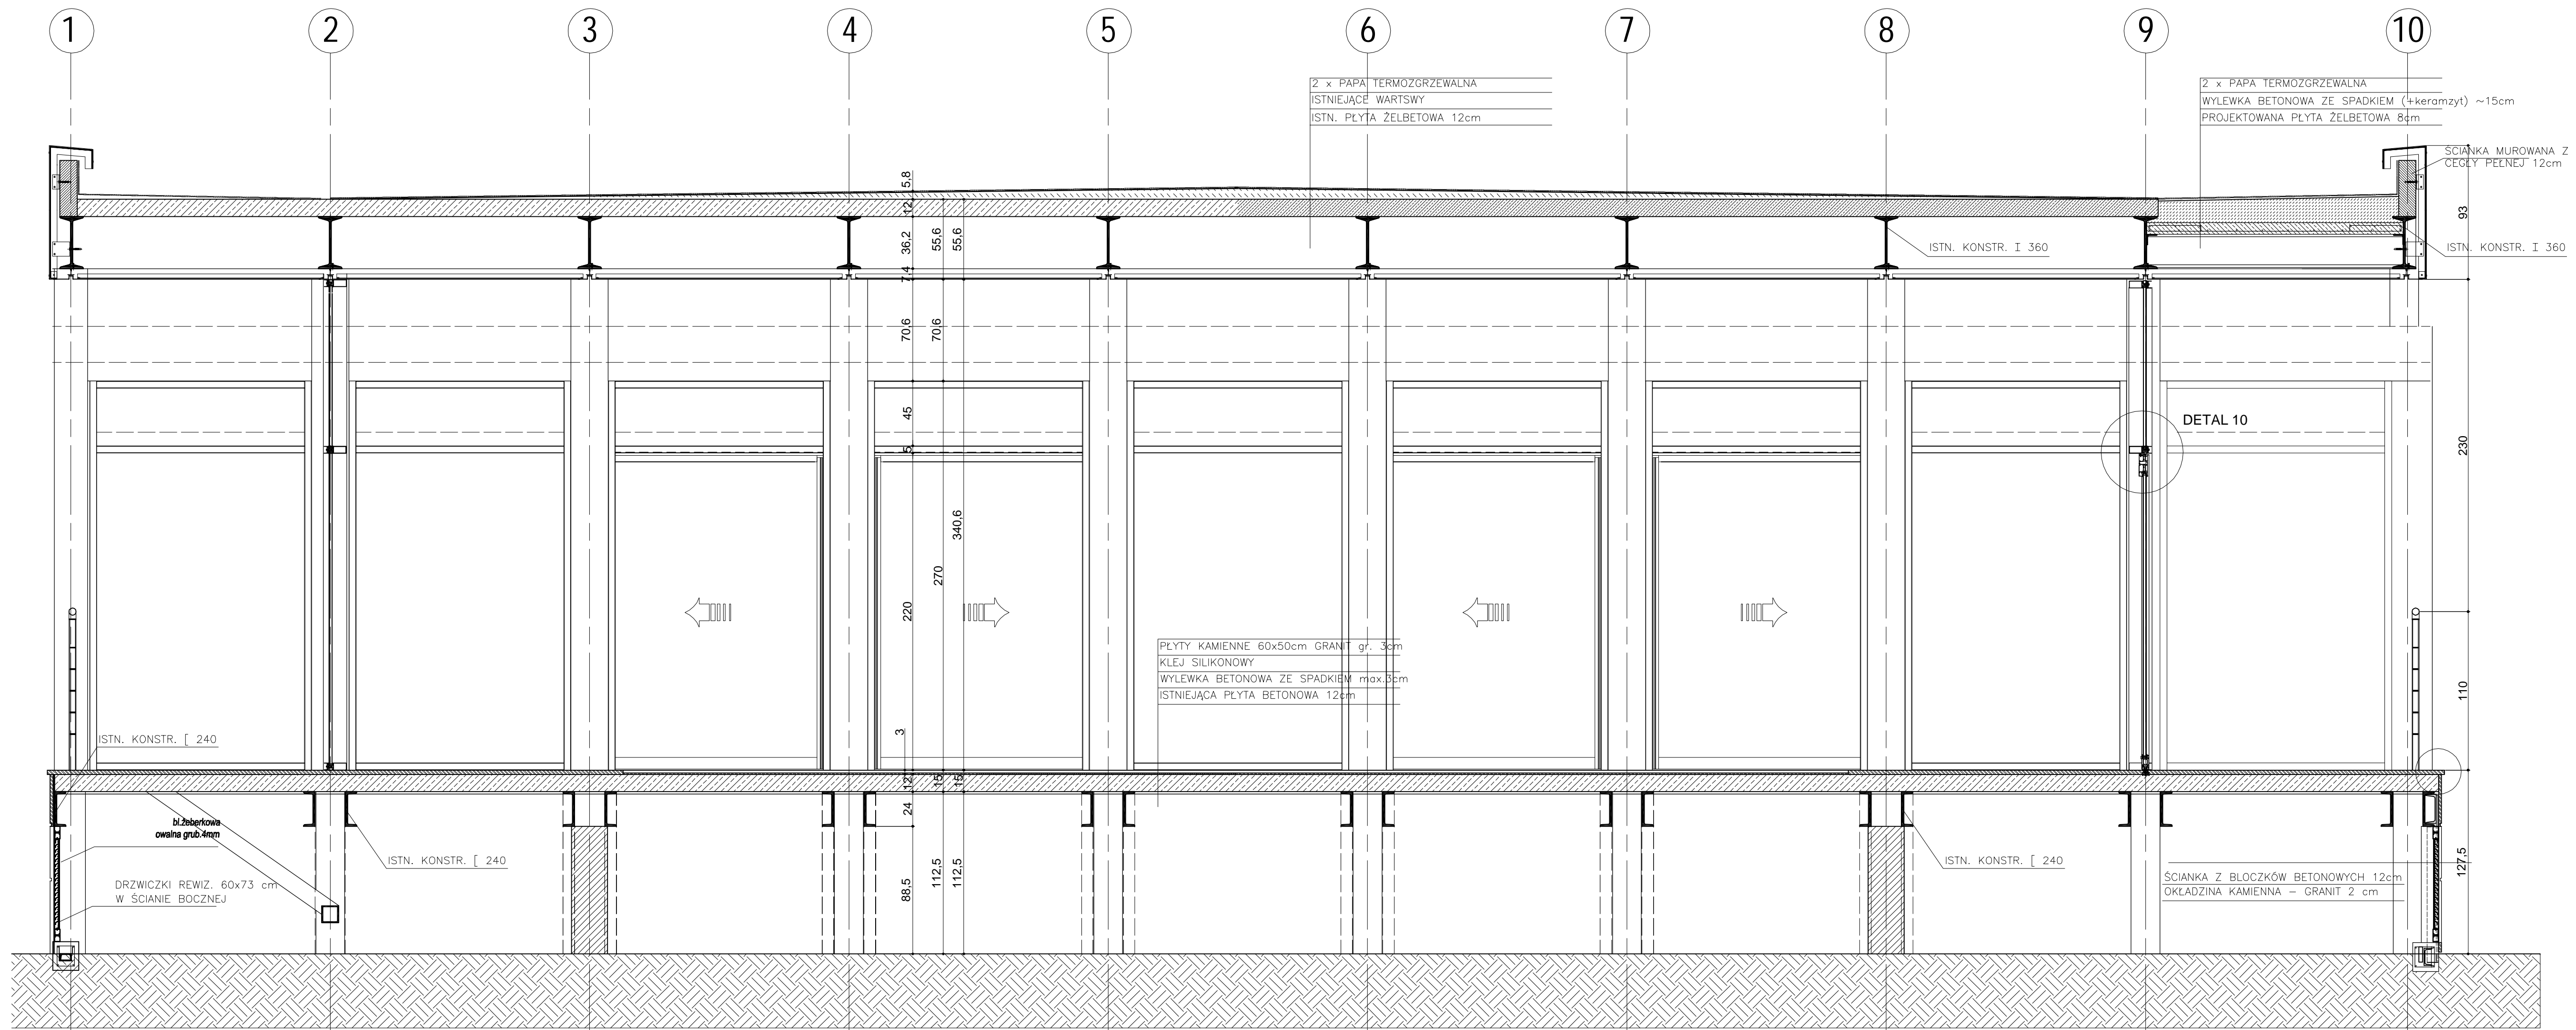 1
2
3
4
5
6
7
8
9
10
2 x PAPA TERMOZGRZEWALNA
ISTNIEJĄCE WARTSWY
ISTN. PŁYTA ŻELBETOWA 12cm
2 x PAPA TERMOZGRZEWALNA
WYLEWKA BETONOWA ZE SPADKIEM (+keramzyt) ~15cm
PROJEKTOWANA PŁYTA ŻELBETOWA 8cm
ŚCIANKA MUROWANA Z
CEGŁY PEŁNEJ 12cm
5,8
12
36,2
55,6
55,6
7,4
93
ISTN. KONSTR. I 360
ISTN. KONSTR. I 360
70,6
70,6
45
5
DETAL 10
230
340,6
270
220
PŁYTY KAMIENNE 60x50cm GRANIT gr. 3cm
KLEJ SILIKONOWY
WYLEWKA BETONOWA ZE SPADKIEM max.3cm
ISTNIEJĄCA PŁYTA BETONOWA 12cm
110
ISTN. KONSTR. [ 240
3
12
15
15
24
bl.żeberkowa
owalna grub.4mm
ISTN. KONSTR. [ 240
ISTN. KONSTR. [ 240
88,5
112,5
112,5
127,5
DRZWICZKI REWIZ. 60x73 cm
W ŚCIANIE BOCZNEJ
ŚCIANKA Z BLOCZKÓW BETONOWYCH 12cm
OKŁADZINA KAMIENNA – GRANIT 2 cm